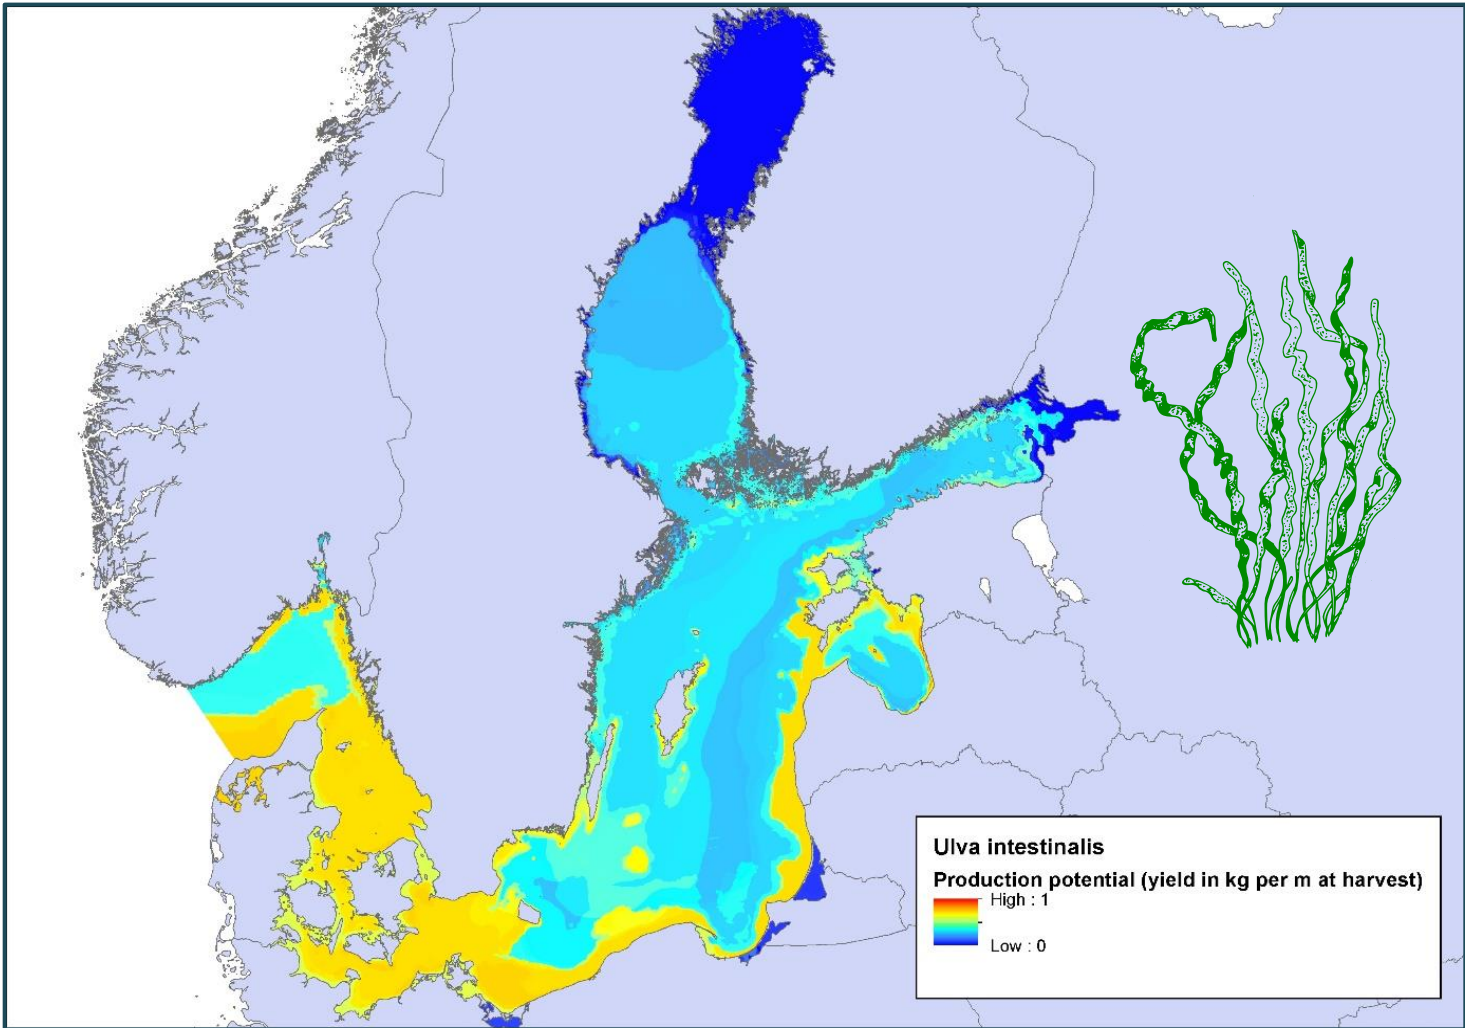 Ulva intestinalis
Production potential (yield in kg per m at harvest)
High : 1
Low : 0